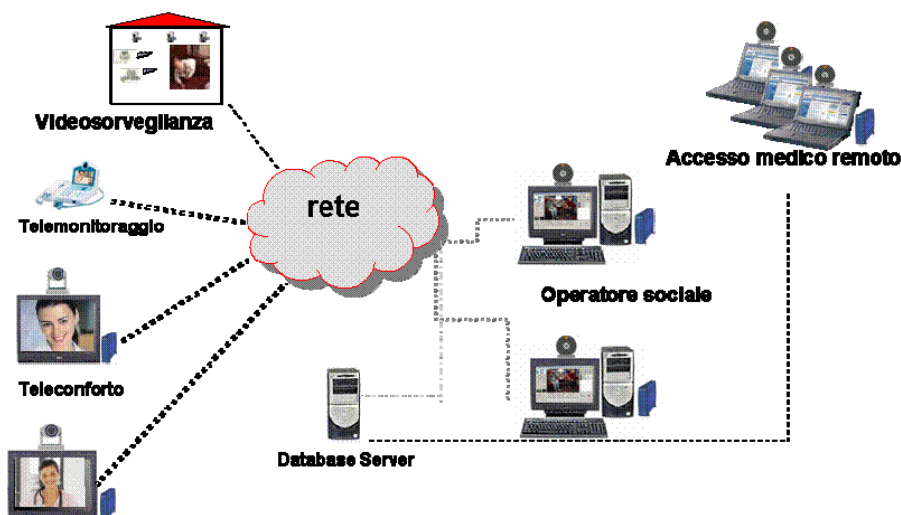 Videosorveglianza
Accesso medico remoto
rete
Telemonitoraggio
Operatore sociale
Teleconforto
Database Server